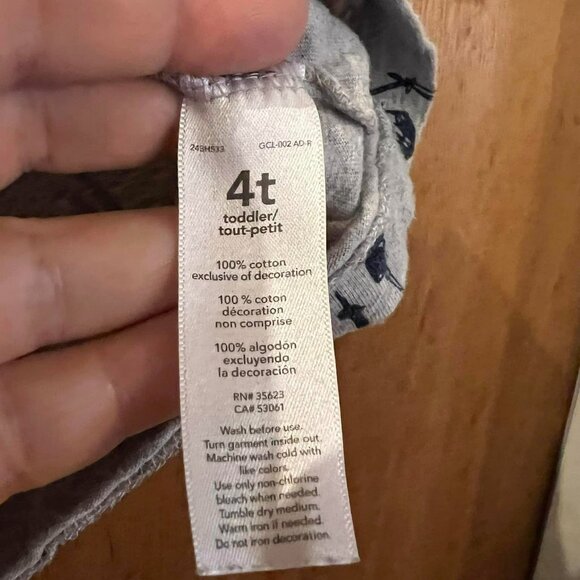 24BH533 GCL-002 AD-R
4t
toddler/
tout-petit
100% cotton
exclusive of decoration
100 % coton
décoration
non comprise
100% algodón
excluyendo
la decoración
RN# 35623
CA# 53061
Wash before use.
Turn garment inside out.
Machine wash cold with
like colors.
Use only non-chlorine
bleach when needed.
Tumble dry medium.
Warm iron if needed.
Do not iron decoration.